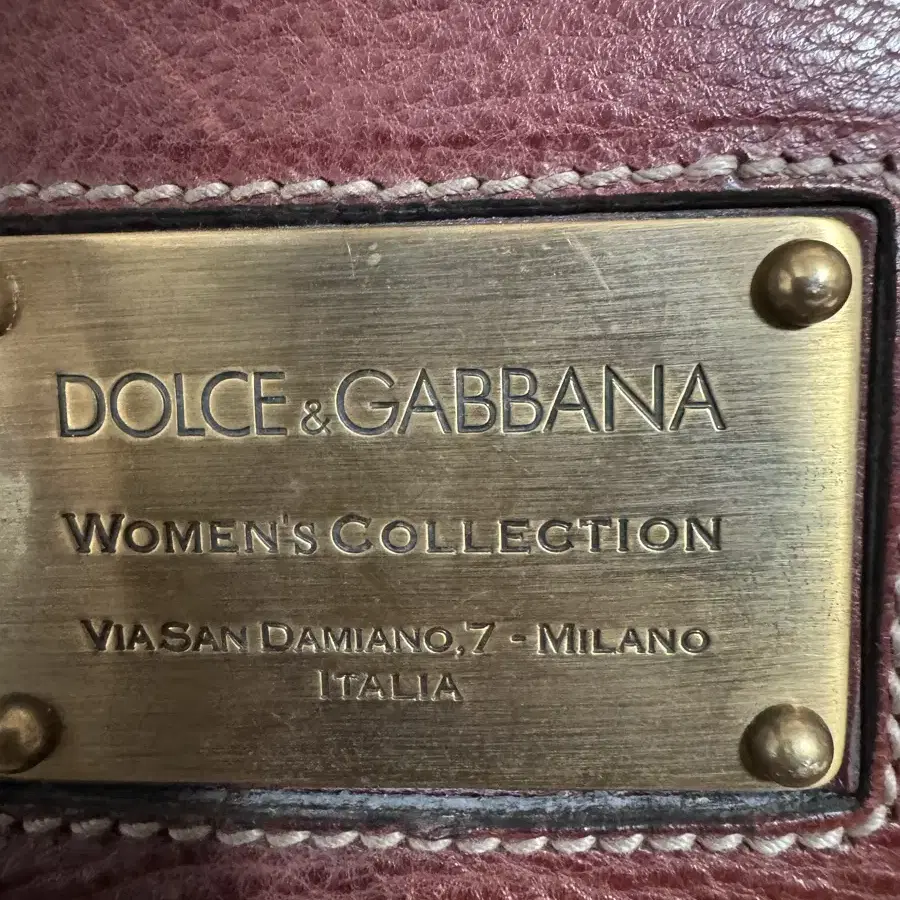 DOLCE&GABBANA
WOMEN'S COLLECTION
VIA SAN DAMIANO,7 - MILANO
ITALIA